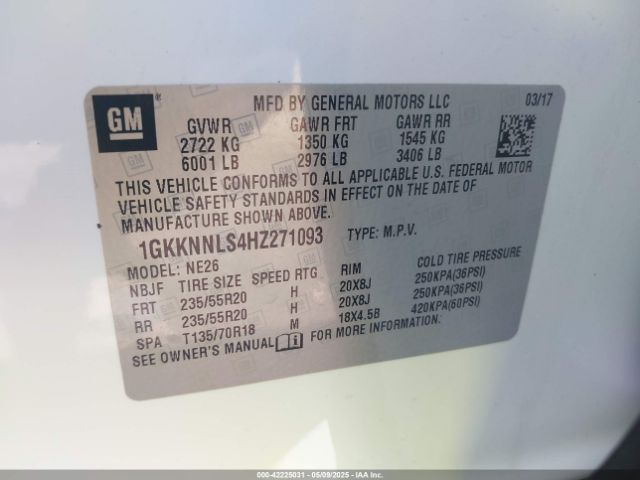 GM ® MFD BY GENERAL MOTORS LLC 03/17
GVWR GAWR FRT GAWR RR
2722 KG 1350 KG 1545 KG
6001 LB 2976 LB 3406 LB
THIS VEHICLE CONFORMS TO ALL APPLICABLE U.S. FEDERAL MOTOR
VEHICLE SAFETY STANDARDS IN EFFECT ON THE DATE OF
MANUFACTURE SHOWN ABOVE.
1GKKNNLS4HZ271093 TYPE: M.P.V.
MODEL: NE26
NBJF TIRE SIZE SPEED RTG RIM COLD TIRE PRESSURE
FRT 235/55R20 H 20X8J 250KPA(36PSI)
RR 235/55R20 H 20X8J 250KPA(36PSI)
SPA T135/70R18 M 18X4.5B 420KPA(60PSI)
SEE OWNER'S MANUAL FOR MORE INFORMATION.
000-42225031 - 05/09/2025 - IAAI.COM